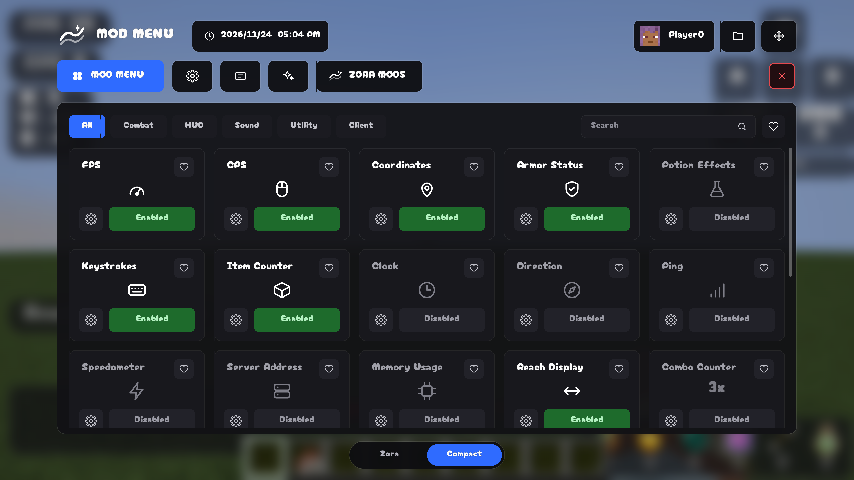 MOD MENU
2026/11/24 05:04 PM
Player0
MOD MENU
ZORA MODS
All
Combat
HUD
Sound
Utility
Client
Search
FPS
CPS
Coordinates
Armor Status
Potion Effects
Enabled
Enabled
Enabled
Enabled
Disabled
Keystrokes
Item Counter
Clock
Direction
Ping
Enabled
Enabled
Disabled
Disabled
Disabled
Speedometer
Server Address
Memory Usage
Reach Display
Combo Counter
3x
Disabled
Disabled
Disabled
Enabled
Disabled
Zora
Compact